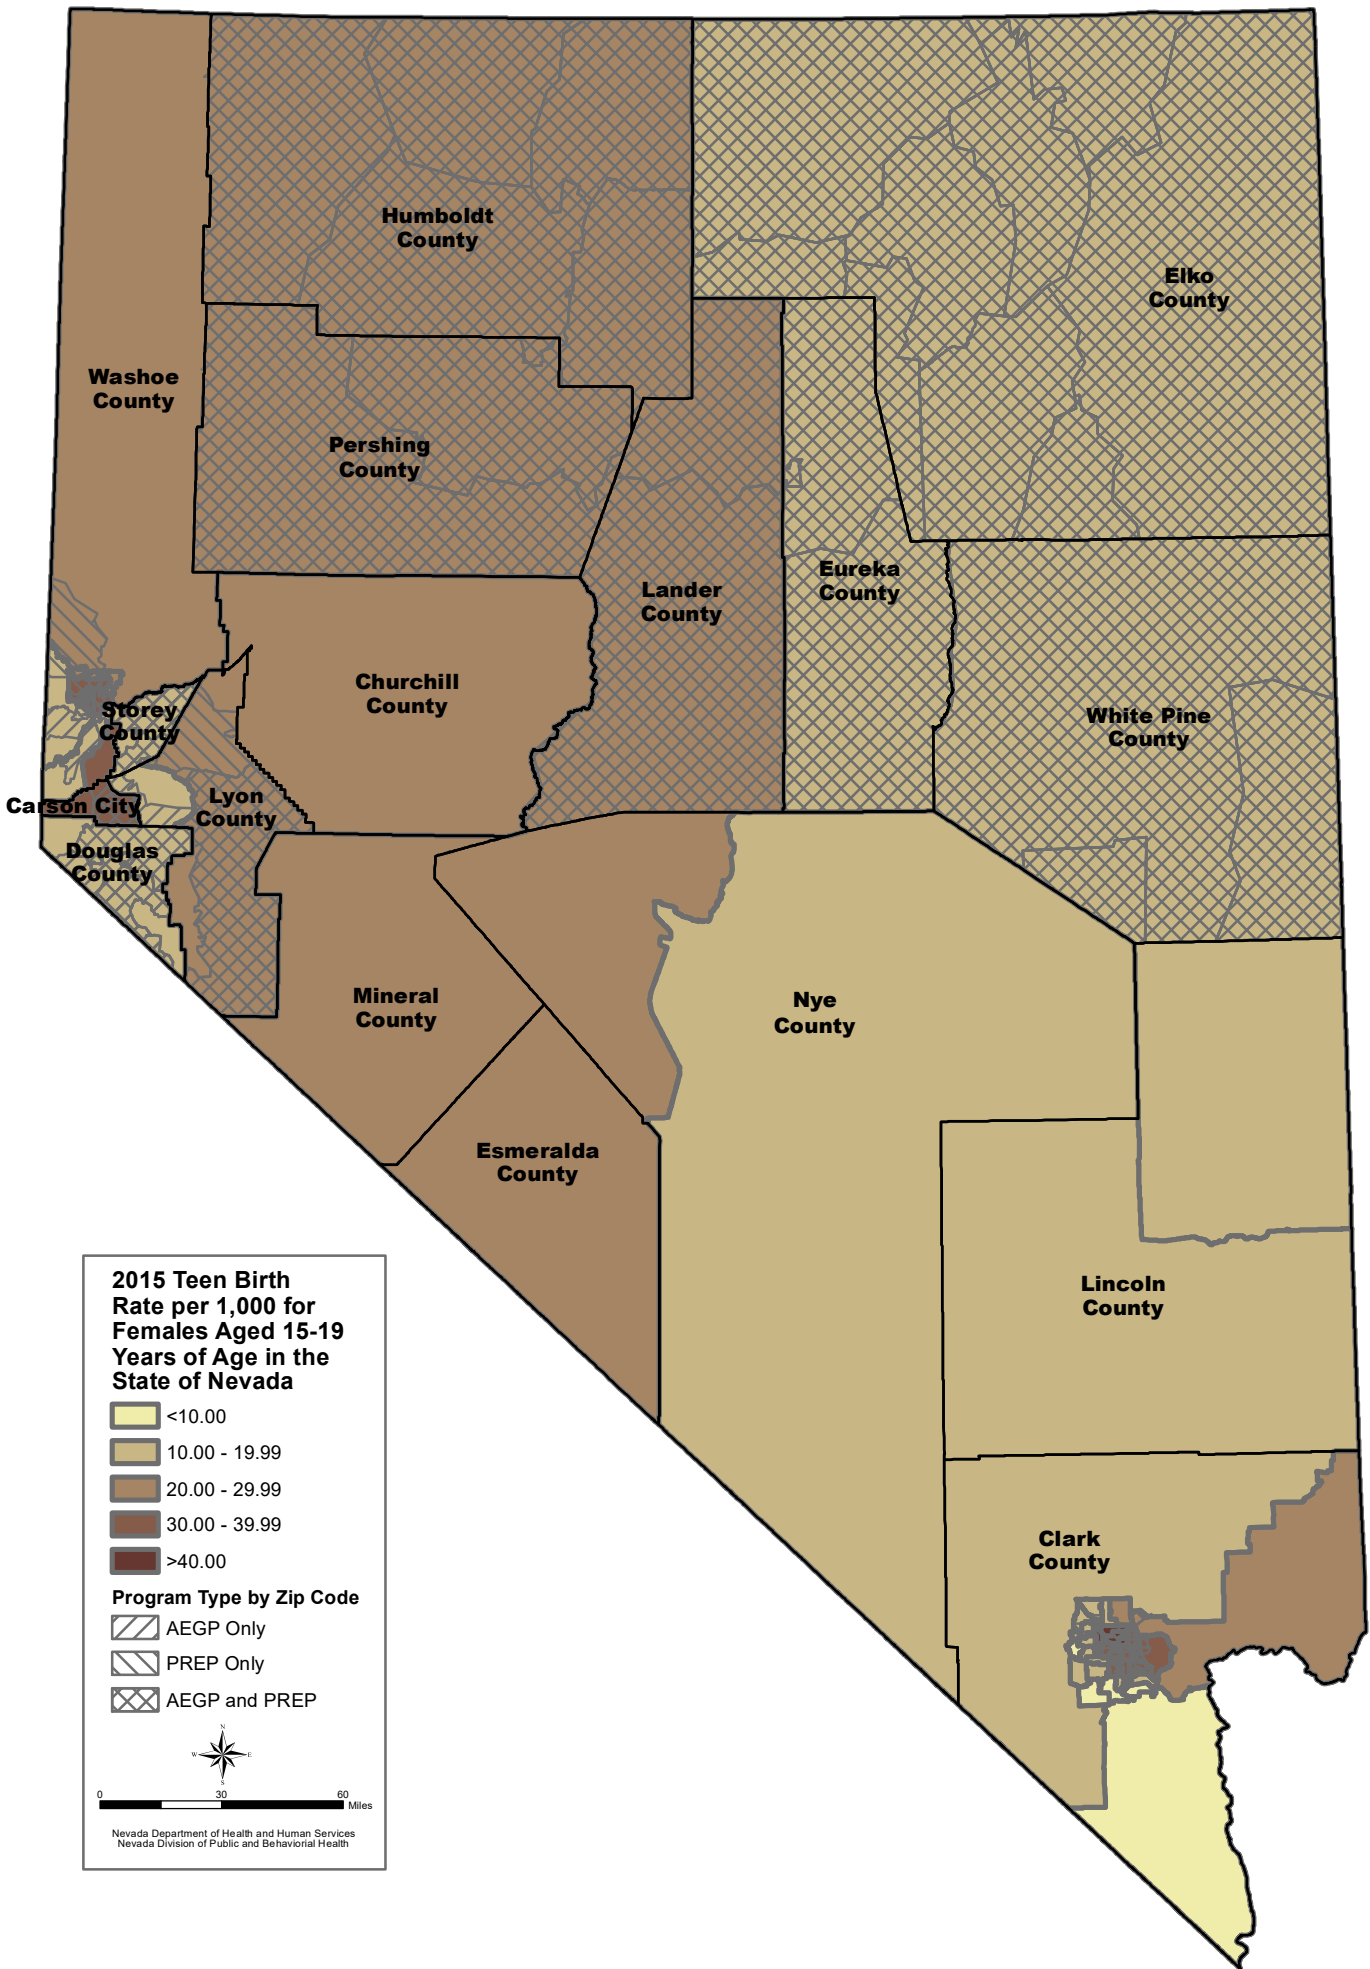 Humboldt
County
Elko
County
Washoe
County
Pershing
County
Eureka
County
Lander
County
Churchill
County
Storey
County
White Pine
County
Carson City
Lyon
County
Douglas
County
Mineral
County
Nye
County
Esmeralda
County
Lincoln
County
Clark
County
2015 Teen Birth
Rate per 1,000 for
Females Aged 15-19
Years of Age in the
State of Nevada
<10.00
10.00 - 19.99
20.00 - 29.99
30.00 - 39.99
>40.00
Program Type by Zip Code
AEGP Only
PREP Only
AEGP and PREP
N
W E
S
0 30 60
Miles
Nevada Department of Health and Human Services
Nevada Division of Public and Behaviorial Health